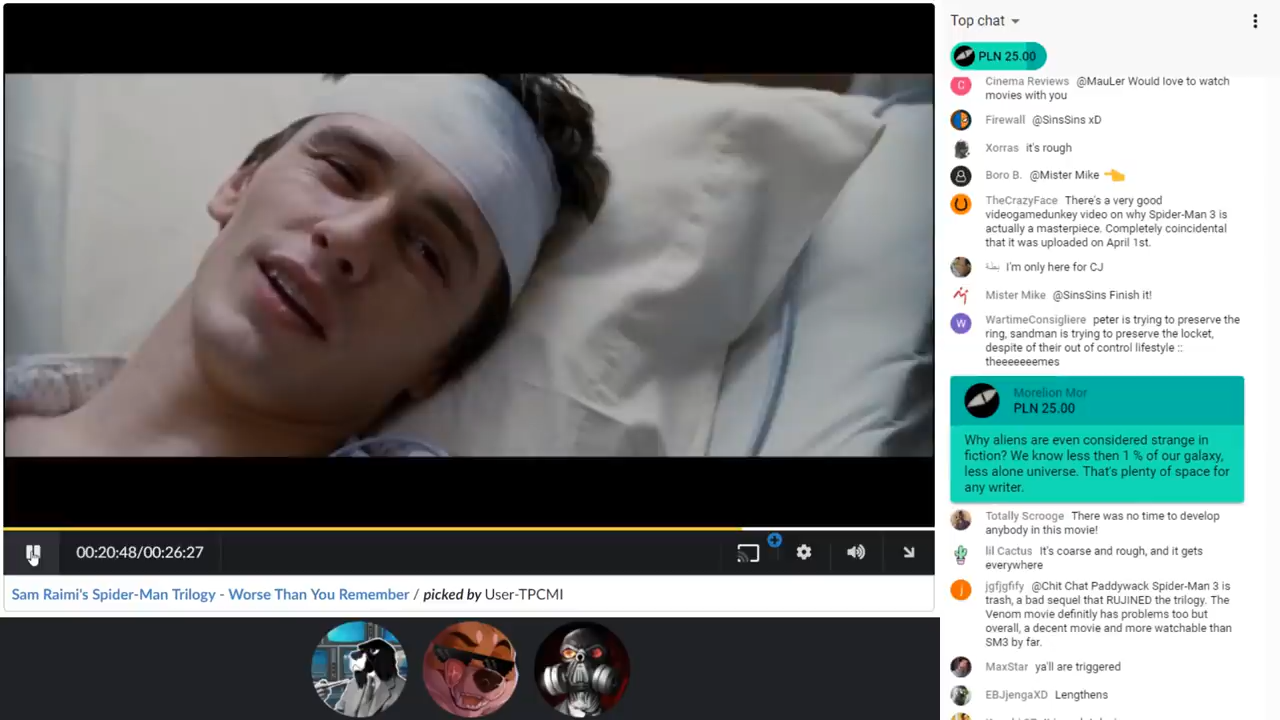 Top chat
PLN 25.00
Cinema Reviews @MauLer Would love to watch
movies with you
Firewall @SinsSins xD
Xorras it's rough
Boro B. @Mister Mike
TheCrazyFace There's a very good
videogamedunkey video on why Spider-Man 3 is
actually a masterpiece. Completely coincidental
that it was uploaded on April 1st.
بطة I'm only here for CJ
Mister Mike @SinsSins Finish it!
W
WartimeConsigliere peter is trying to preserve the
ring, sandman is trying to preserve the locket,
despite of their out of control lifestyle ::
theeeeeeemes
Morelion Mor
PLN 25.00
Why aliens are even considered strange in
fiction? We know less then 1 % of our galaxy,
less alone universe. That's plenty of space for
any writer.
Totally Scrooge There was no time to develop
anybody in this movie!
lil Cactus It's coarse and rough, and it gets
everywhere
jgfjgfify @Chit Chat Paddywack Spider-Man 3 is
trash, a bad sequel that RUJINED the trilogy. The
Venom movie definitly has problems too but
overall, a decent movie and more watchable than
SM3 by far.
MaxStar ya'll are triggered
EBJjengaXD Lengthens
00:20:48/00:26:27
Sam Raimi's Spider-Man Trilogy - Worse Than You Remember / picked by User-TPCMI